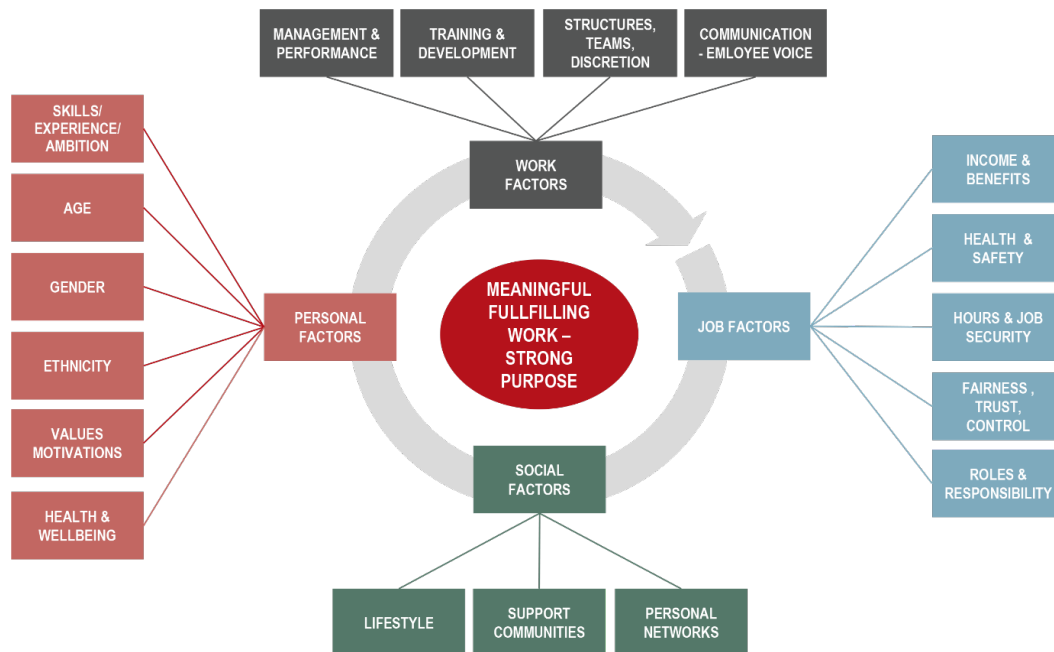 MANAGEMENT &
PERFORMANCE
TRAINING &
DEVELOPMENT
STRUCTURES,
TEAMS,
DISCRETION
COMMUNICATION
- EMLOYEE VOICE
WORK
FACTORS
SKILLS/
EXPERIENCE/
AMBITION
AGE
GENDER
ETHNICITY
VALUES
MOTIVATIONS
HEALTH &
WELLBEING
PERSONAL
FACTORS
MEANINGFUL
FULLFILLING
WORK –
STRONG
PURPOSE
JOB FACTORS
INCOME &
BENEFITS
HEALTH &
SAFETY
HOURS & JOB
SECURITY
FAIRNESS ,
TRUST,
CONTROL
ROLES &
RESPONSIBILITY
SOCIAL
FACTORS
LIFESTYLE
SUPPORT
COMMUNITIES
PERSONAL
NETWORKS